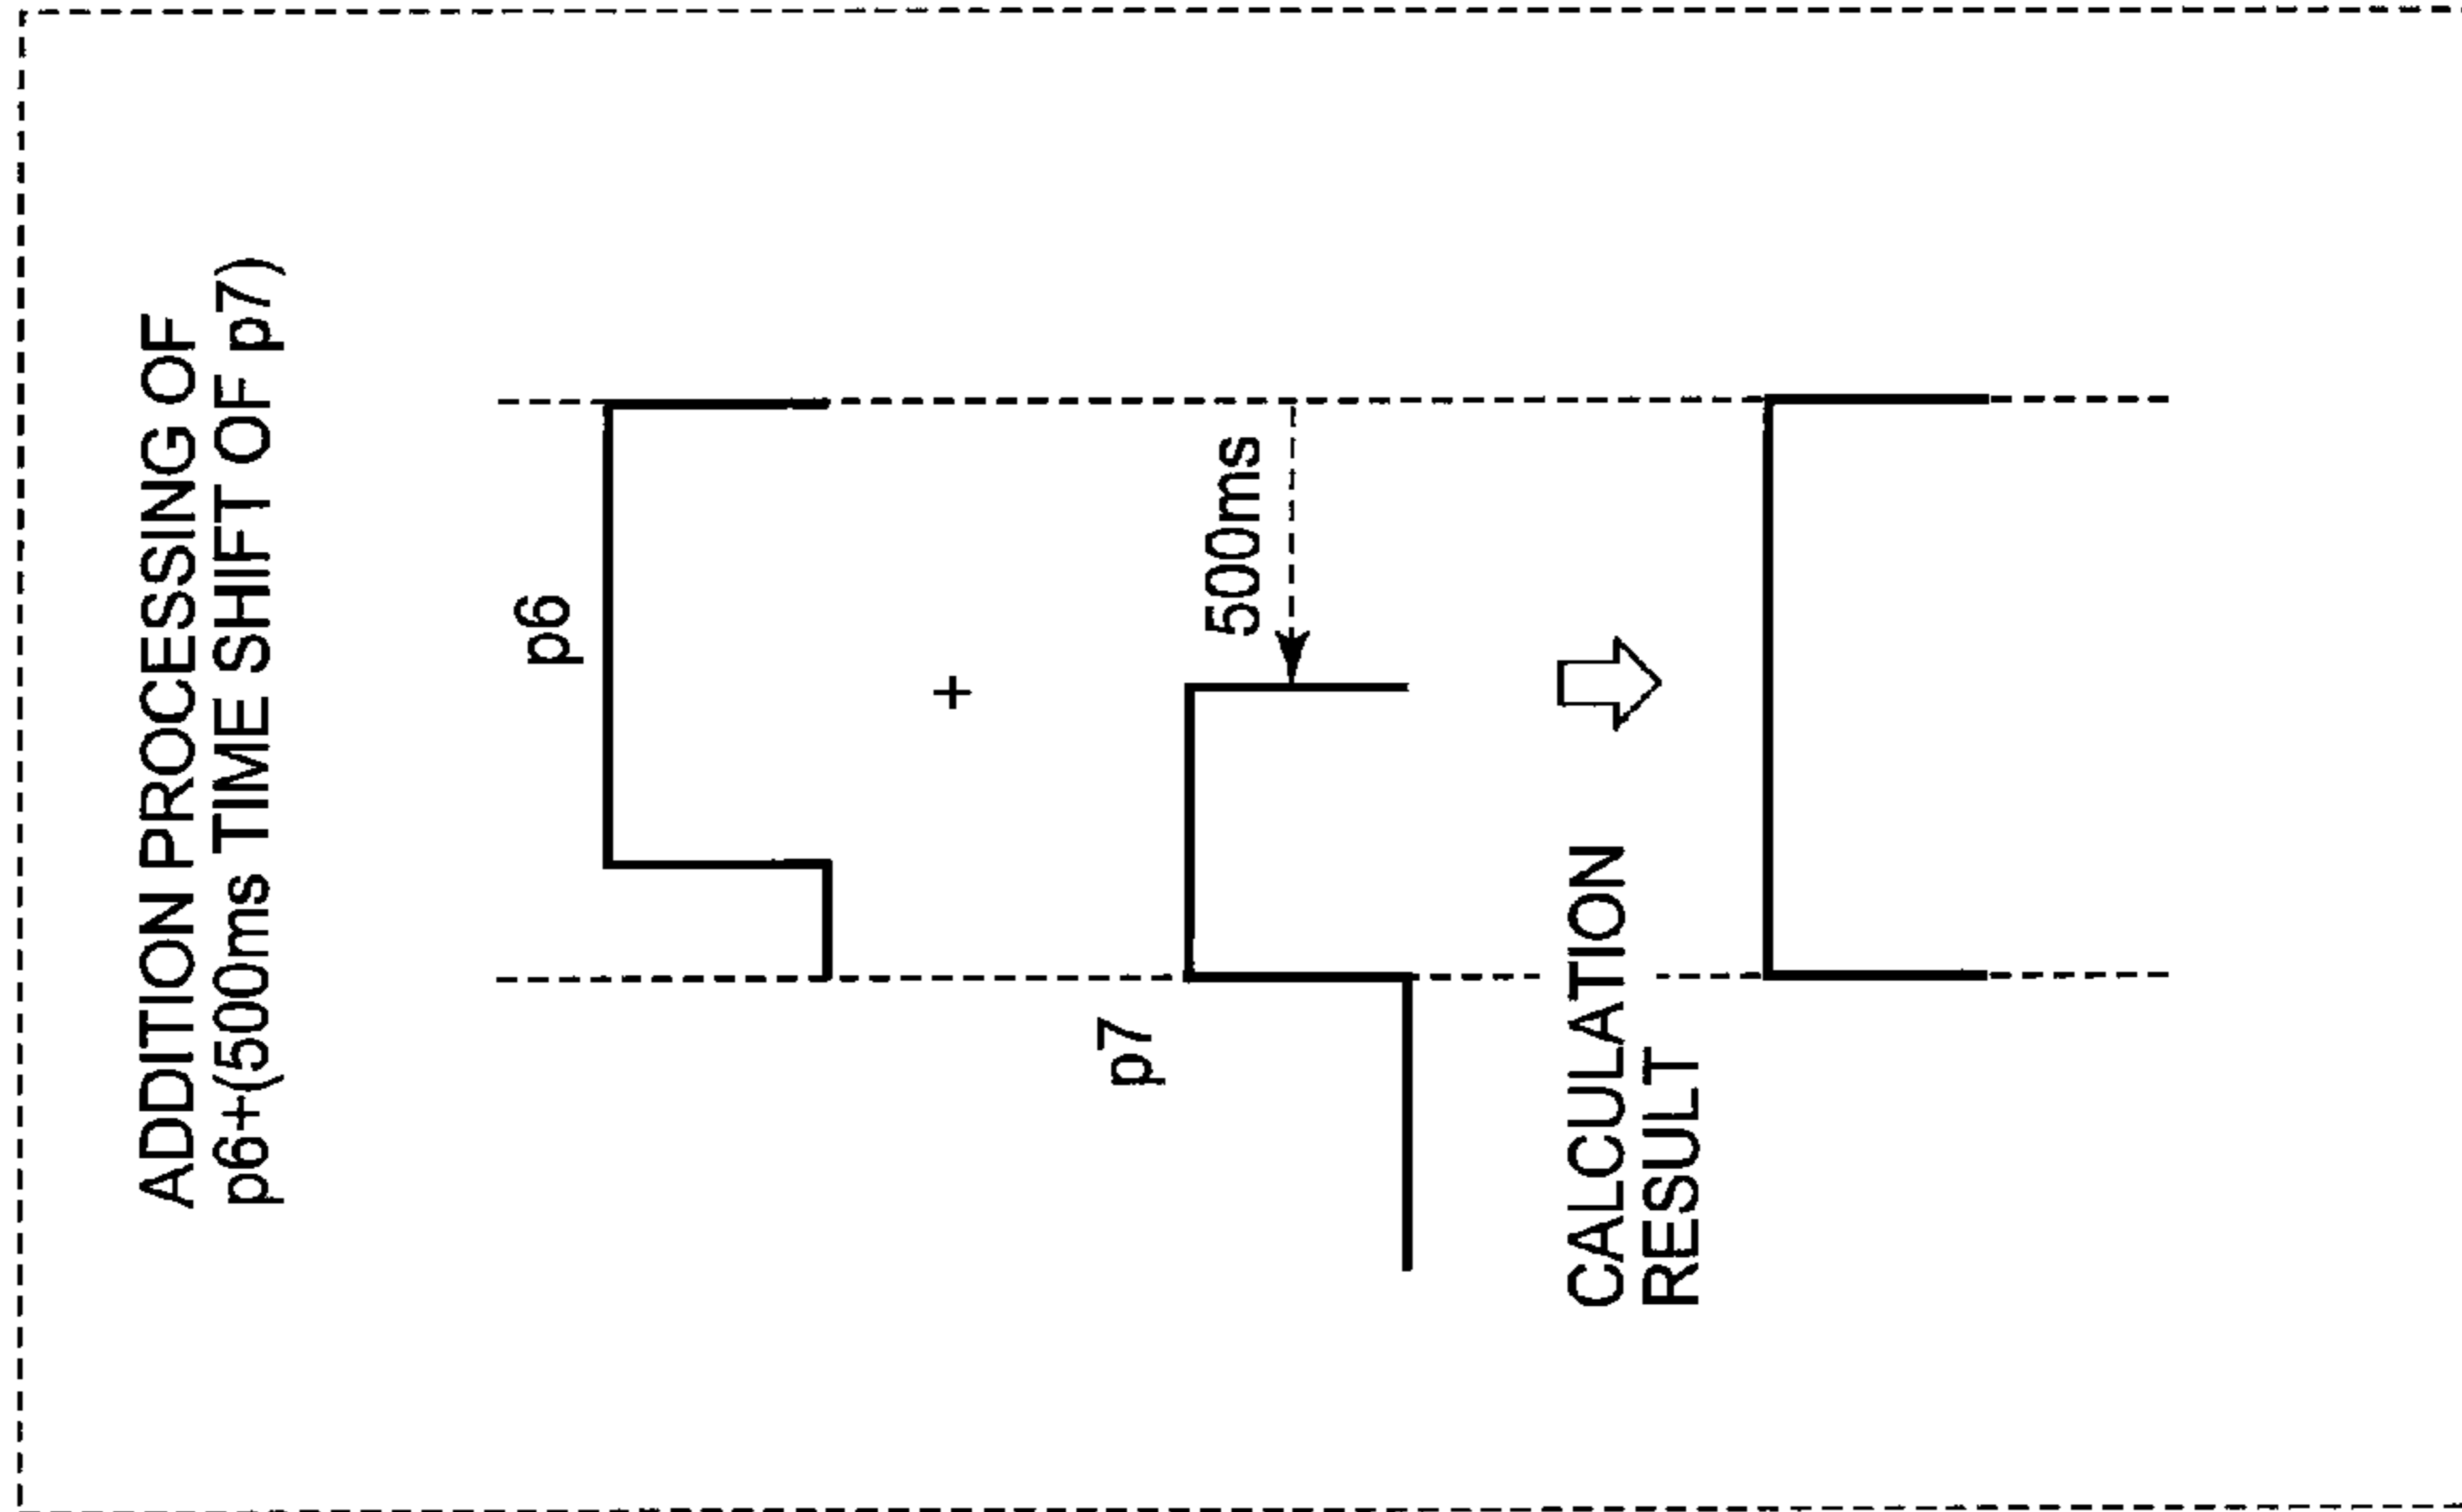 ADDITION PROCESSING OF
p6+(500ms TIME SHIFT OF p7)
p6
+
p7
500ms
CALCULATION
RESULT